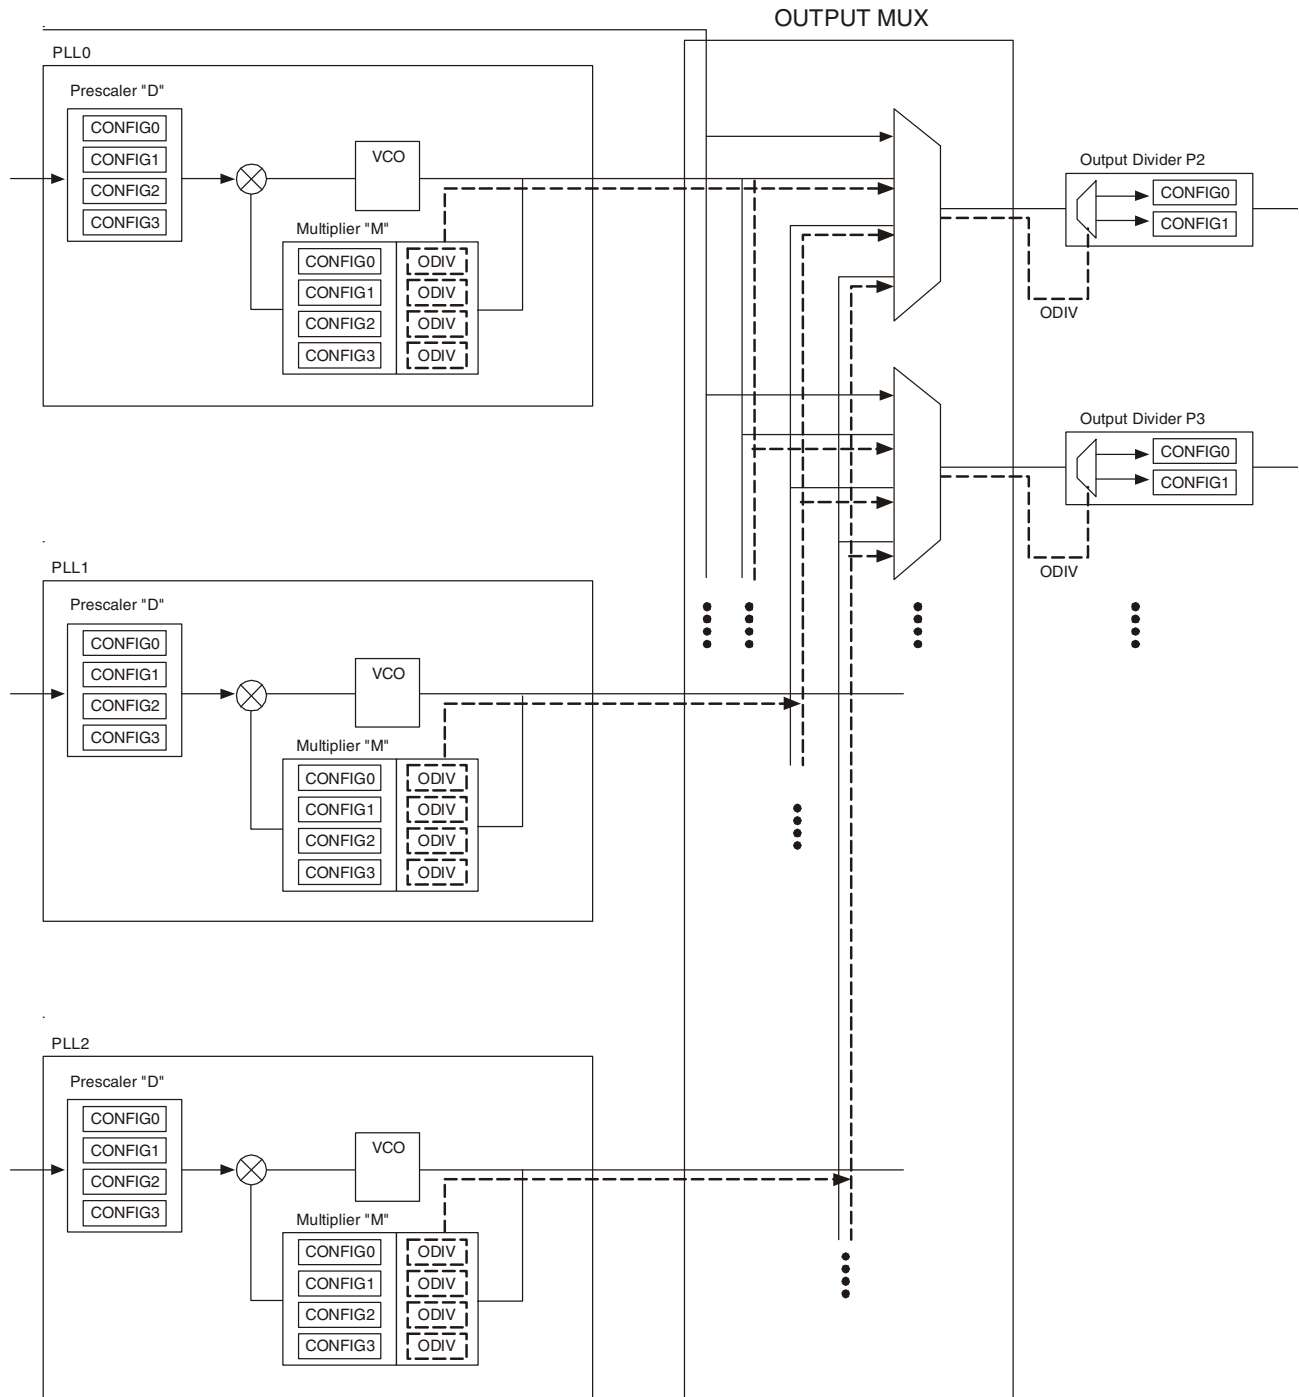 OUTPUT MUX
PLL0
Prescaler "D"
CONFIG0
CONFIG1
CONFIG2
CONFIG3
VCO
Multiplier "M"
CONFIG0 ODIV
CONFIG1 ODIV
CONFIG2 ODIV
CONFIG3 ODIV
Output Divider P2
CONFIG0
CONFIG1
ODIV
Output Divider P3
CONFIG0
CONFIG1
ODIV
PLL1
Prescaler "D"
CONFIG0
CONFIG1
CONFIG2
CONFIG3
VCO
Multiplier "M"
CONFIG0 ODIV
CONFIG1 ODIV
CONFIG2 ODIV
CONFIG3 ODIV
PLL2
Prescaler "D"
CONFIG0
CONFIG1
CONFIG2
CONFIG3
VCO
Multiplier "M"
CONFIG0 ODIV
CONFIG1 ODIV
CONFIG2 ODIV
CONFIG3 ODIV